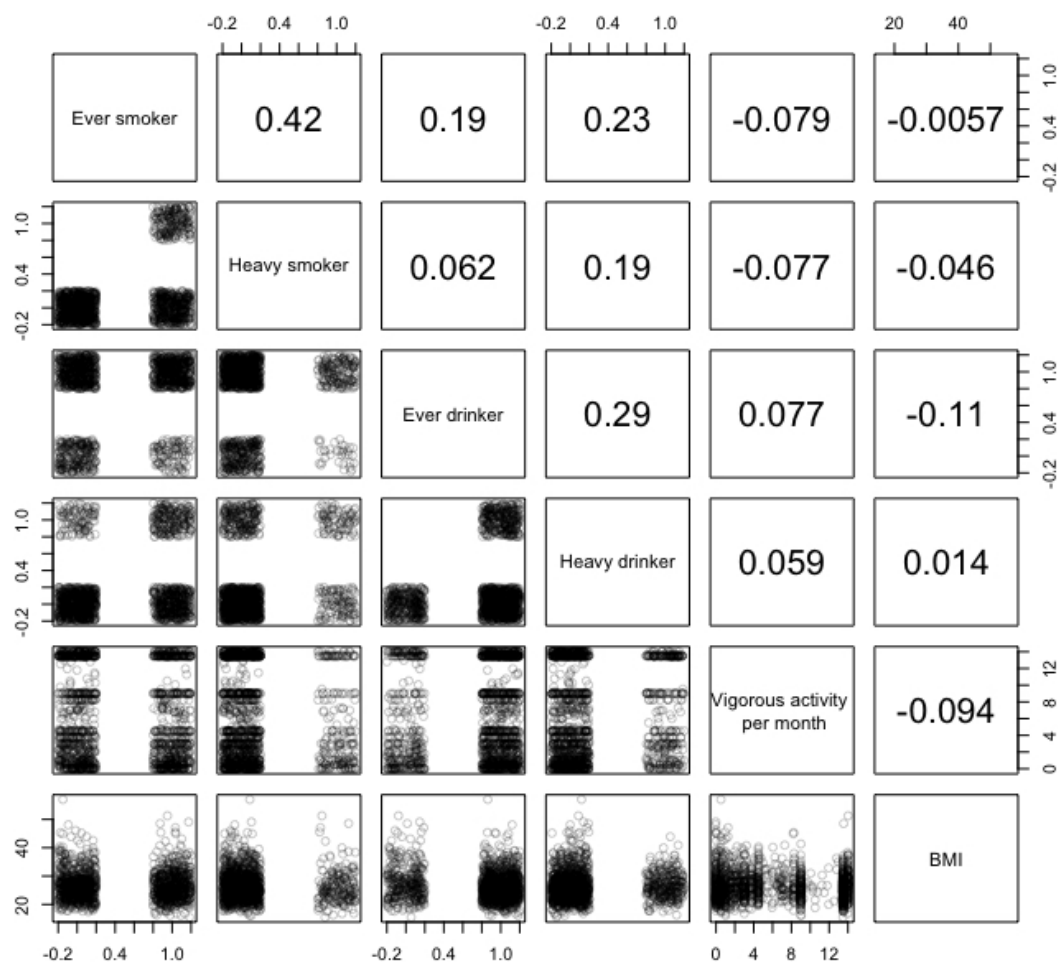 -0.2 0.4 1.0 -0.2 0.4 1.0 20 40
Ever smoker 0.42 0.19 0.23 -0.079 -0.0057 -0.2 0.4 1.0
-0.2 0.4 1.0 Heavy smoker 0.062 0.19 -0.077 -0.046
Ever drinker 0.29 0.077 -0.11 -0.2 0.4 1.0
-0.2 0.4 1.0 Heavy drinker 0.059 0.014
Vigorous activity
per month -0.094 0 4 8 12
20 40 BMI
-0.2 0.4 1.0 -0.2 0.4 1.0 0 4 8 12